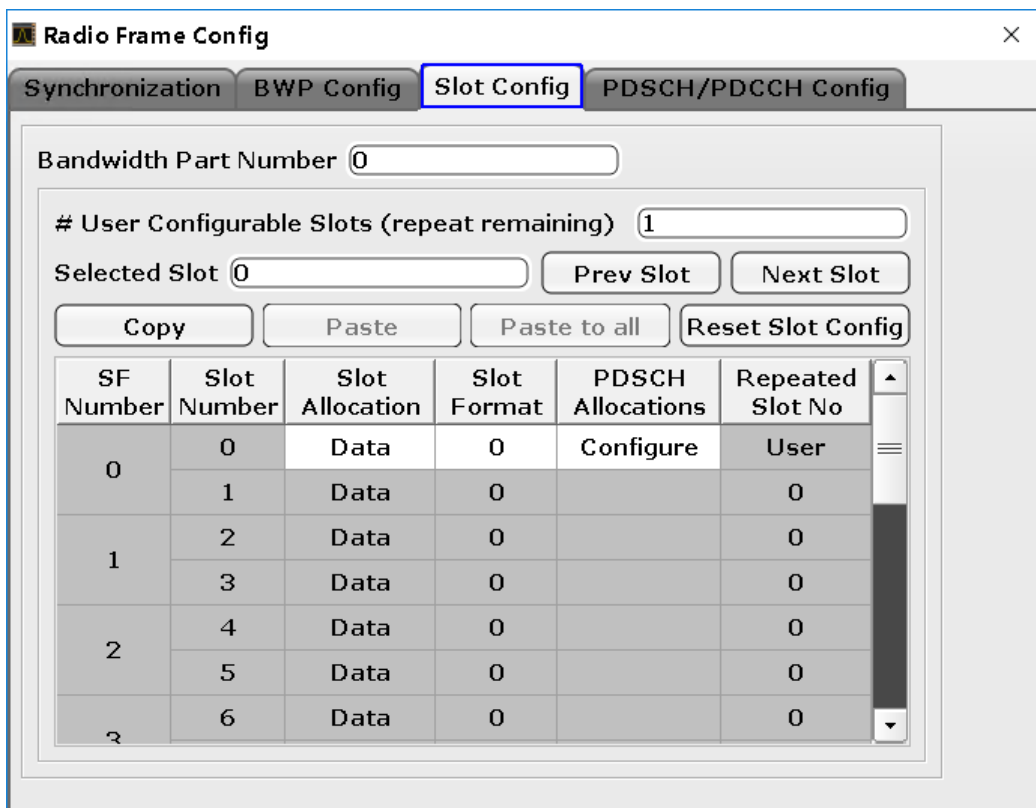 Radio Frame Config
Synchronization BWP Config Slot Config PDSCH/PDCCH Config
Bandwidth Part Number 0
# User Configurable Slots (repeat remaining) 1
Selected Slot 0 Prev Slot Next Slot
Copy Paste Paste to all Reset Slot Config
SF Number Slot Number Slot Allocation Slot Format PDSCH Allocations Repeated Slot No
0 0 Data 0 Configure User
1 Data 0 0
1 2 Data 0 0
3 Data 0 0
2 4 Data 0 0
5 Data 0 0
3 6 Data 0 0